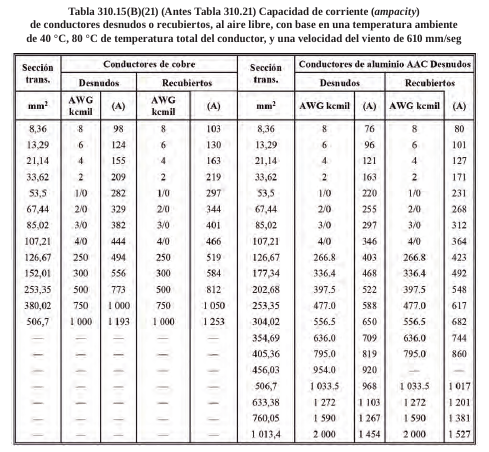 Tabla 310.15(B)(21) (Antes Tabla 310.21) Capacidad de corriente (ampacity)
de conductores desnudos o recubiertos, al aire libre, con base en una temperatura ambiente
de 40 °C, 80 °C de temperatura total del conductor, y una velocidad del viento de 610 mm/seg
Sección trans. Conductores de cobre Sección trans. Conductores de aluminio AAC Desnudos
Desnudos Recubiertos Desnudos Recubiertos
mm² AWG kcmil (A) AWG kcmil (A) mm² AWG kcmil (A) AWG kcmil (A)
8,36 8 98 8 103 8,36 8 76 8 80
13,29 6 124 6 130 13,29 6 96 6 101
21,14 4 155 4 163 21,14 4 121 4 127
33,62 2 209 2 219 33,62 2 163 2 171
53,5 1/0 282 1/0 297 53,5 1/0 220 1/0 231
67,44 2/0 329 2/0 344 67,44 2/0 255 2/0 268
85,02 3/0 382 3/0 401 85,02 3/0 297 3/0 312
107,21 4/0 444 4/0 466 107,21 4/0 346 4/0 364
126,67 250 494 250 519 126,67 266.8 403 266.8 423
152,01 300 556 300 584 177,34 336.4 468 336.4 492
253,35 500 773 500 812 202,68 397.5 522 397.5 548
380,02 750 1 000 750 1 050 253,35 477.0 588 477.0 617
506,7 1 000 1 193 1 000 1 253 304,02 556.5 650 556.5 682
— — — — — 354,69 636.0 709 636.0 744
— — — — — 405,36 795.0 819 795.0 860
— — — — — 456,03 954.0 920 — —
— — — — — 506,7 1 033.5 968 1 033.5 1 017
— — — — — 633,38 1 272 1 103 1 272 1 201
— — — — — 760,05 1 590 1 267 1 590 1 381
— — — — — 1 013,4 2 000 1 454 2 000 1 527